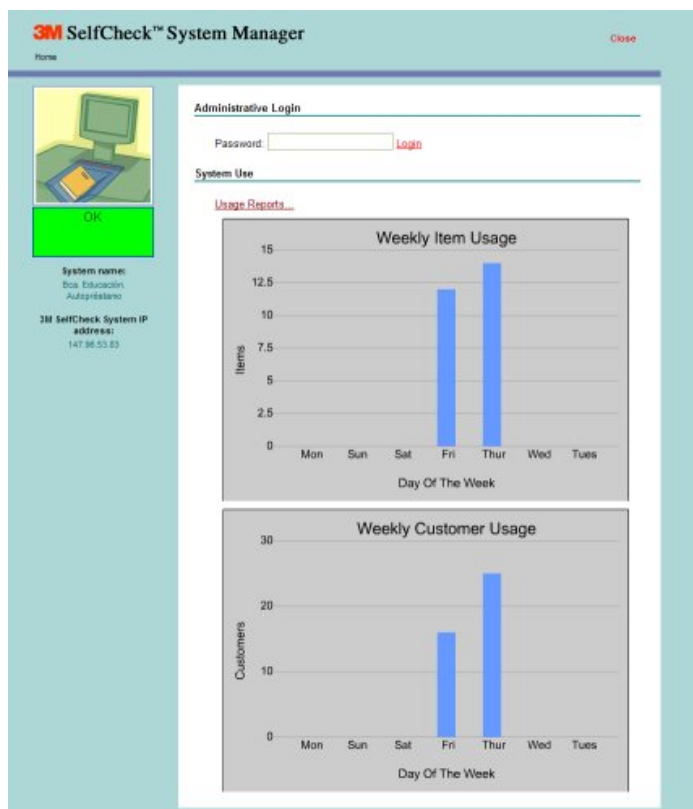 3M SelfCheck™ System Manager
Close
Home
Administrative Login
Password:
Login
System Use
Usage Reports...
OK
System name:
Bca. Educación.
Autopréstamo
3M SelfCheck System IP
address:
147.96.53.83
Weekly Item Usage
15
12.5
10
7.5
5
2.5
0
Items
Mon Sun Sat Fri Thur Wed Tues
Day Of The Week
Weekly Customer Usage
30
20
10
0
Customers
Mon Sun Sat Fri Thur Wed Tues
Day Of The Week